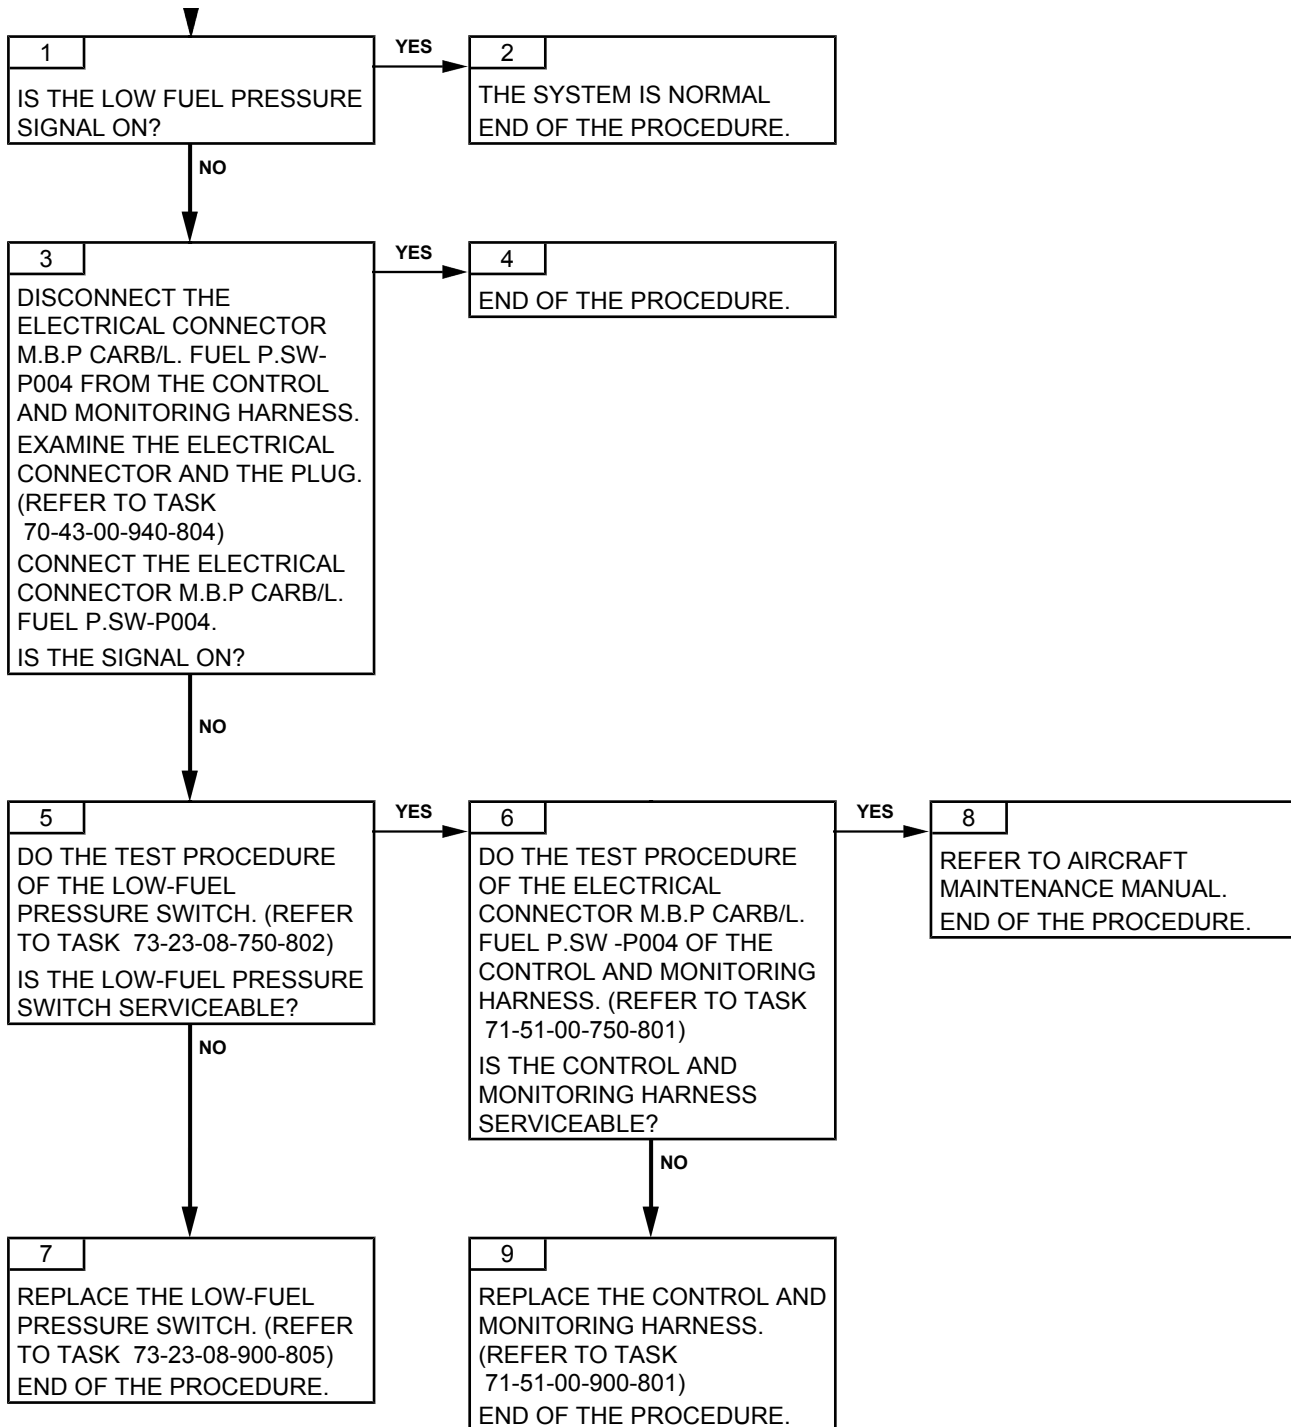 1
IS THE LOW FUEL PRESSURE
SIGNAL ON?
YES
2
THE SYSTEM IS NORMAL
END OF THE PROCEDURE.
NO
3
DISCONNECT THE
ELECTRICAL CONNECTOR
M.B.P CARB/L. FUEL P.SW-
P004 FROM THE CONTROL
AND MONITORING HARNESS.
EXAMINE THE ELECTRICAL
CONNECTOR AND THE PLUG.
(REFER TO TASK
70-43-00-940-804)
CONNECT THE ELECTRICAL
CONNECTOR M.B.P CARB/L.
FUEL P.SW-P004.
IS THE SIGNAL ON?
YES
4
END OF THE PROCEDURE.
NO
5
DO THE TEST PROCEDURE
OF THE LOW-FUEL
PRESSURE SWITCH. (REFER
TO TASK 73-23-08-750-802)
IS THE LOW-FUEL PRESSURE
SWITCH SERVICEABLE?
YES
6
DO THE TEST PROCEDURE
OF THE ELECTRICAL
CONNECTOR M.B.P CARB/L.
FUEL P.SW -P004 OF THE
CONTROL AND MONITORING
HARNESS. (REFER TO TASK
71-51-00-750-801)
IS THE CONTROL AND
MONITORING HARNESS
SERVICEABLE?
YES
8
REFER TO AIRCRAFT
MAINTENANCE MANUAL.
END OF THE PROCEDURE.
NO
NO
7
REPLACE THE LOW-FUEL
PRESSURE SWITCH. (REFER
TO TASK 73-23-08-900-805)
END OF THE PROCEDURE.
9
REPLACE THE CONTROL AND
MONITORING HARNESS.
(REFER TO TASK
71-51-00-900-801)
END OF THE PROCEDURE.